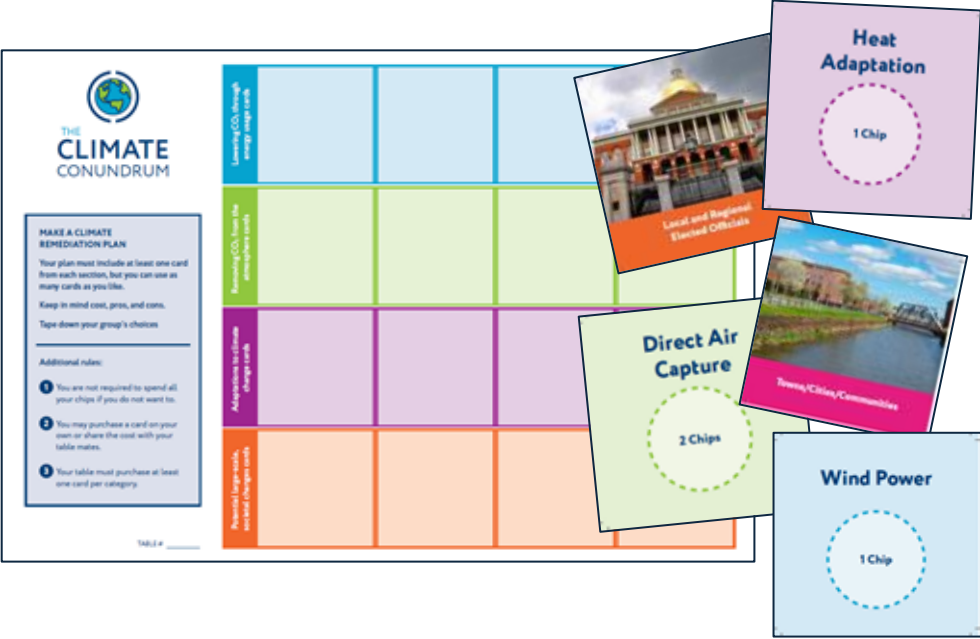 THE
CLIMATE
CONUNDRUM
MAKE A CLIMATE
REMEDIATION PLAN
Your plan must include at least one card
from each section, but you can use as
many cards as you like.
Keep in mind cost, pros, and cons.
Tape down your group's choices
Additional rules:
1 You are not required to spend all
your chips if you do not want to.
2 You may purchase a card on your
own or share the cost with your
table mates.
3 Your table must purchase at least
one card per category.
TABLE #
Lowering CO₂ through
energy usage cards
Removing CO₂ from the
atmosphere cards
Adaptations to climate
change cards
Potential large-scale,
societal changes cards
Local and Regional
Elected Officials
Heat
Adaptation
1 Chip
Towns/Cities/Communities
Direct Air
Capture
2 Chips
Wind Power
1 Chip